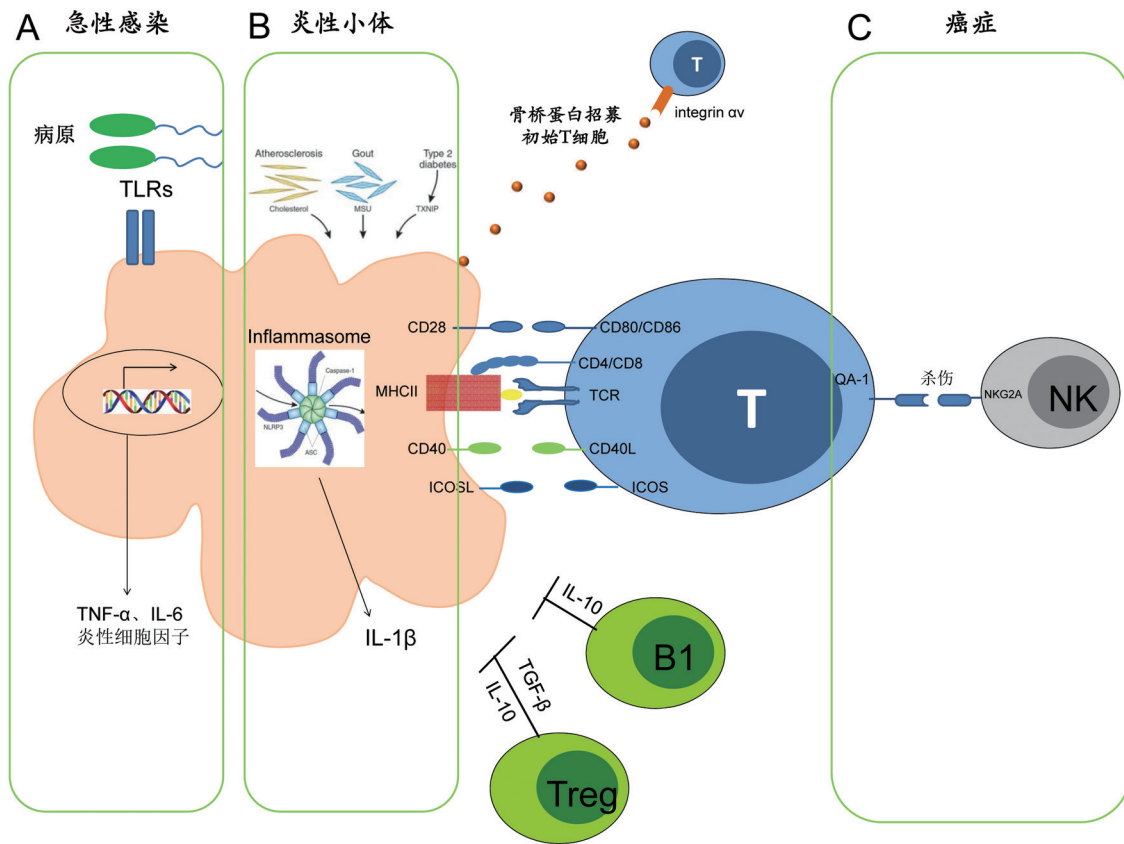 A 急性感染
病原
TLRs
TNF-α、IL-6
炎性细胞因子
B 炎性小体
Atherosclerosis
Cholesterol
Gout
MSU
Type 2
diabetes
TXNIP
Inflammasome
Caspase-1
NLRP3
ASC
IL-1β
骨桥蛋白招募
初始T细胞
T
integrin αv
CD28
CD80/CD86
CD4/CD8
MHCII
TCR
CD40
CD40L
ICOSL
ICOS
T
QA-1
IL-10
B1
TGF-β
IL-10
Treg
C 癌症
杀伤
NKG2A
NK